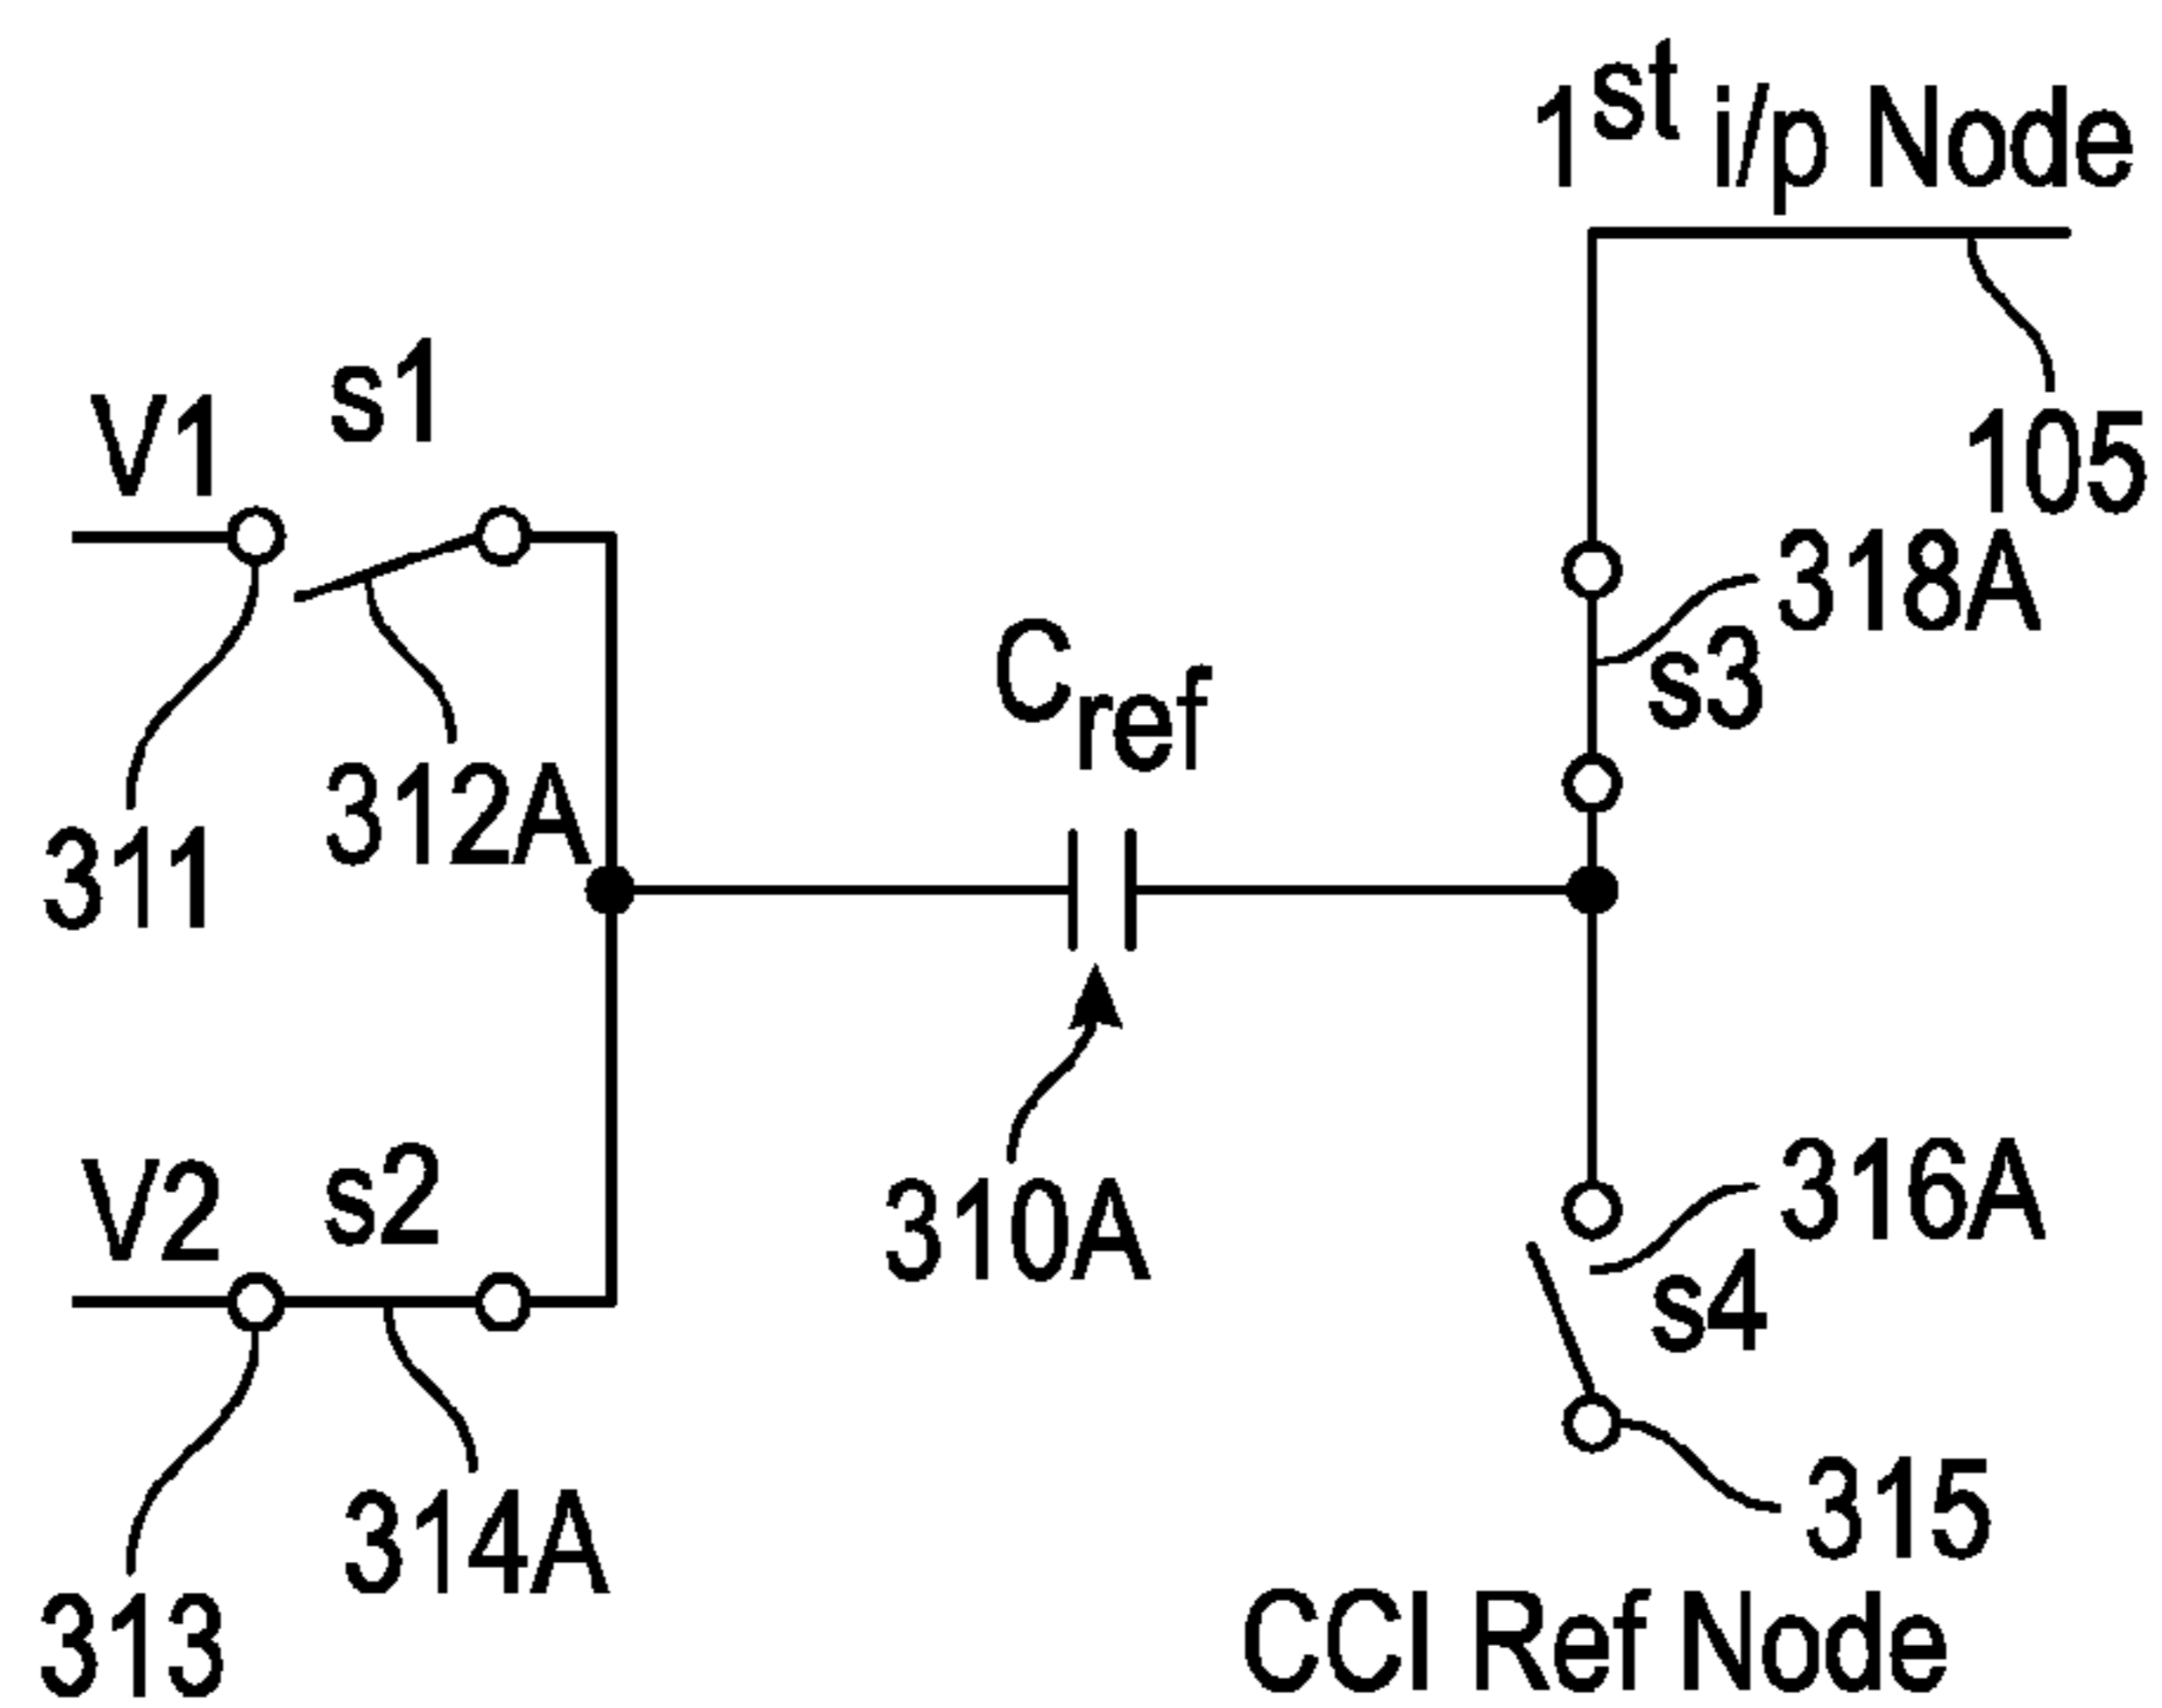 1st i/p Node
105
V1
s1
311
312A
Cref
318A
s3
310A
V2
s2
313
314A
316A
s4
315
CCI Ref Node